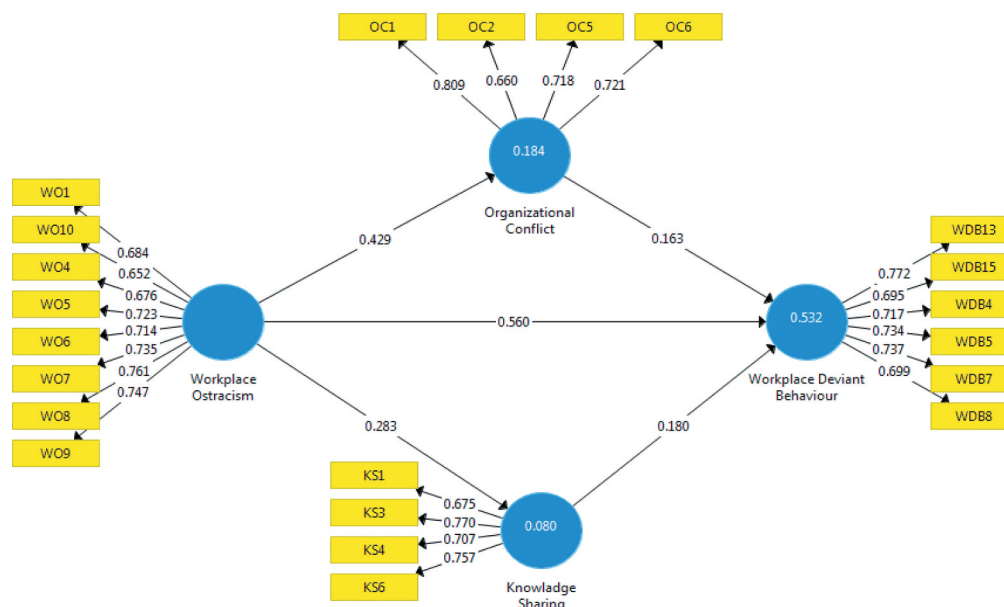 OC1
OC2
OC5
OC6
0.809
0.660
0.718
0.721
0.184
Organizational
Conflict
WO1
WO10
WO4
WO5
WO6
WO7
WO8
WO9
0.684
0.652
0.676
0.723
0.714
0.735
0.761
0.747
Workplace
Ostracism
0.429
0.163
0.560
0.283
0.180
0.532
Workplace Deviant
Behaviour
0.772
0.695
0.717
0.734
0.737
0.699
WDB13
WDB15
WDB4
WDB5
WDB7
WDB8
KS1
KS3
KS4
KS6
0.675
0.770
0.707
0.757
0.080
Knowladge
Sharing